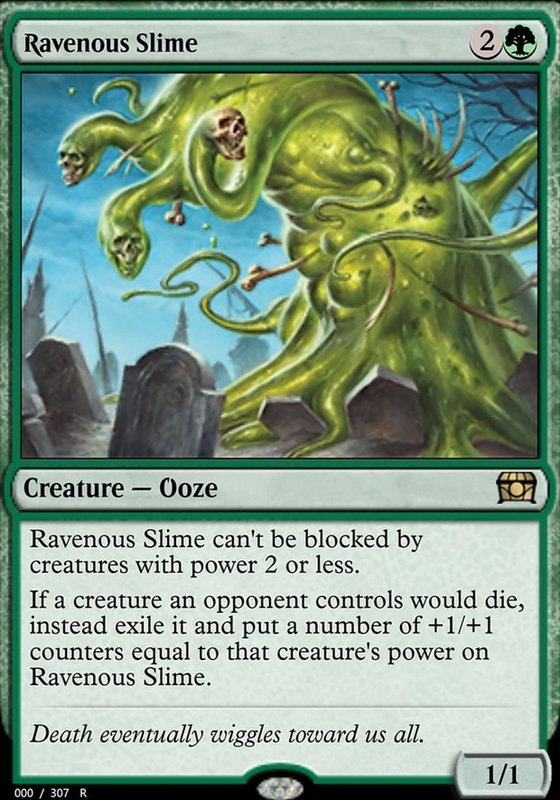 Ravenous Slime 2
Creature — Ooze
Ravenous Slime can't be blocked by
creatures with power 2 or less.
If a creature an opponent controls would die,
instead exile it and put a number of +1/+1
counters equal to that creature's power on
Ravenous Slime.
Death eventually wiggles toward us all.
1/1
000 / 307 R